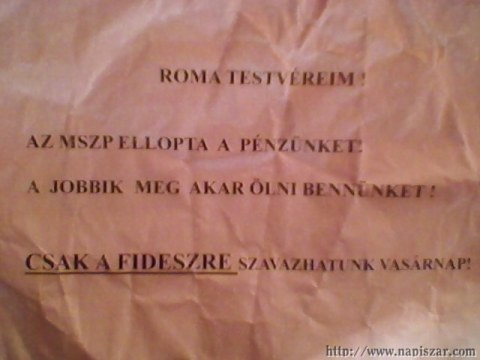 ROMA TESTVÉREIM !
AZ MSZP ELLOPTA A PÉNZÜNKET!
A JOBBIK MEG AKAR ÖLNI BENNÜNKET !
CSAK A FIDESZRE SZAVAZHATUNK VASÁRNAP!
http://www.napiszar.com